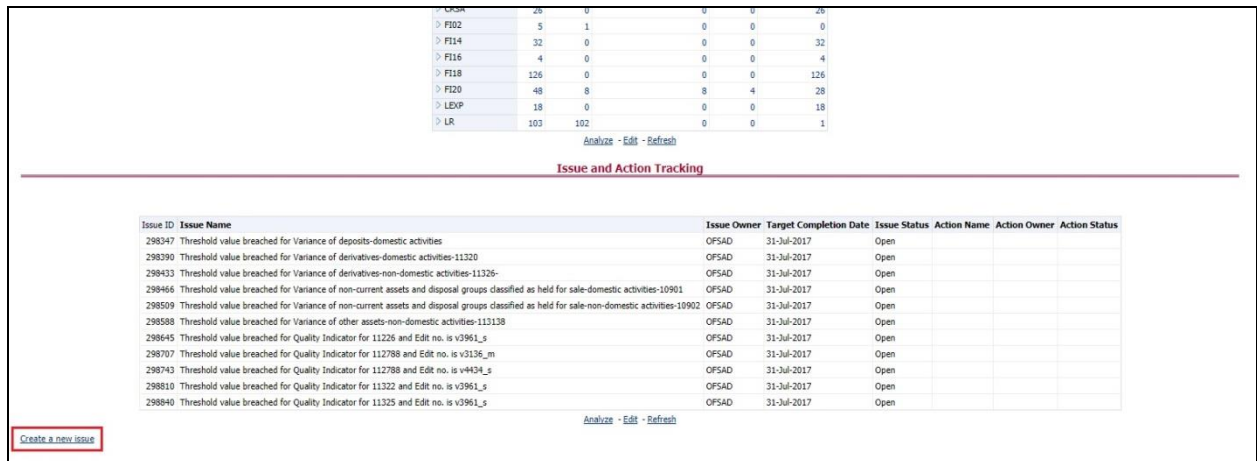 CRSA 26 0 0 0 26
FI02 5 1 0 0 0
FI14 32 0 0 0 32
FI16 4 0 0 0 4
FI18 126 0 0 0 126
FI20 48 8 8 4 28
LEXP 18 0 0 0 18
LR 103 102 0 0 1
Analyze - Edit - Refresh
Issue and Action Tracking
Issue ID Issue Name Issue Owner Target Completion Date Issue Status Action Name Action Owner Action Status
298347 Threshold value breached for Variance of deposits-domestic activities OFSAD 31-Jul-2017 Open
298390 Threshold value breached for Variance of derivatives-domestic activities-11320 OFSAD 31-Jul-2017 Open
298433 Threshold value breached for Variance of derivatives-non-domestic activities-11326- OFSAD 31-Jul-2017 Open
298466 Threshold value breached for Variance of non-current assets and disposal groups classified as held for sale-domestic activities-10901 OFSAD 31-Jul-2017 Open
298509 Threshold value breached for Variance of non-current assets and disposal groups classified as held for sale-non-domestic activities-10902 OFSAD 31-Jul-2017 Open
298588 Threshold value breached for Variance of other assets-non-domestic activities-113138 OFSAD 31-Jul-2017 Open
298645 Threshold value breached for Quality Indicator for 11226 and Edit no. is v3961_s OFSAD 31-Jul-2017 Open
298707 Threshold value breached for Quality Indicator for 112788 and Edit no. is v3136_m OFSAD 31-Jul-2017 Open
298743 Threshold value breached for Quality Indicator for 112788 and Edit no. is v4434_s OFSAD 31-Jul-2017 Open
298810 Threshold value breached for Quality Indicator for 11322 and Edit no. is v3961_s OFSAD 31-Jul-2017 Open
298840 Threshold value breached for Quality Indicator for 11325 and Edit no. is v3961_s OFSAD 31-Jul-2017 Open
Analyze - Edit - Refresh
Create a new issue